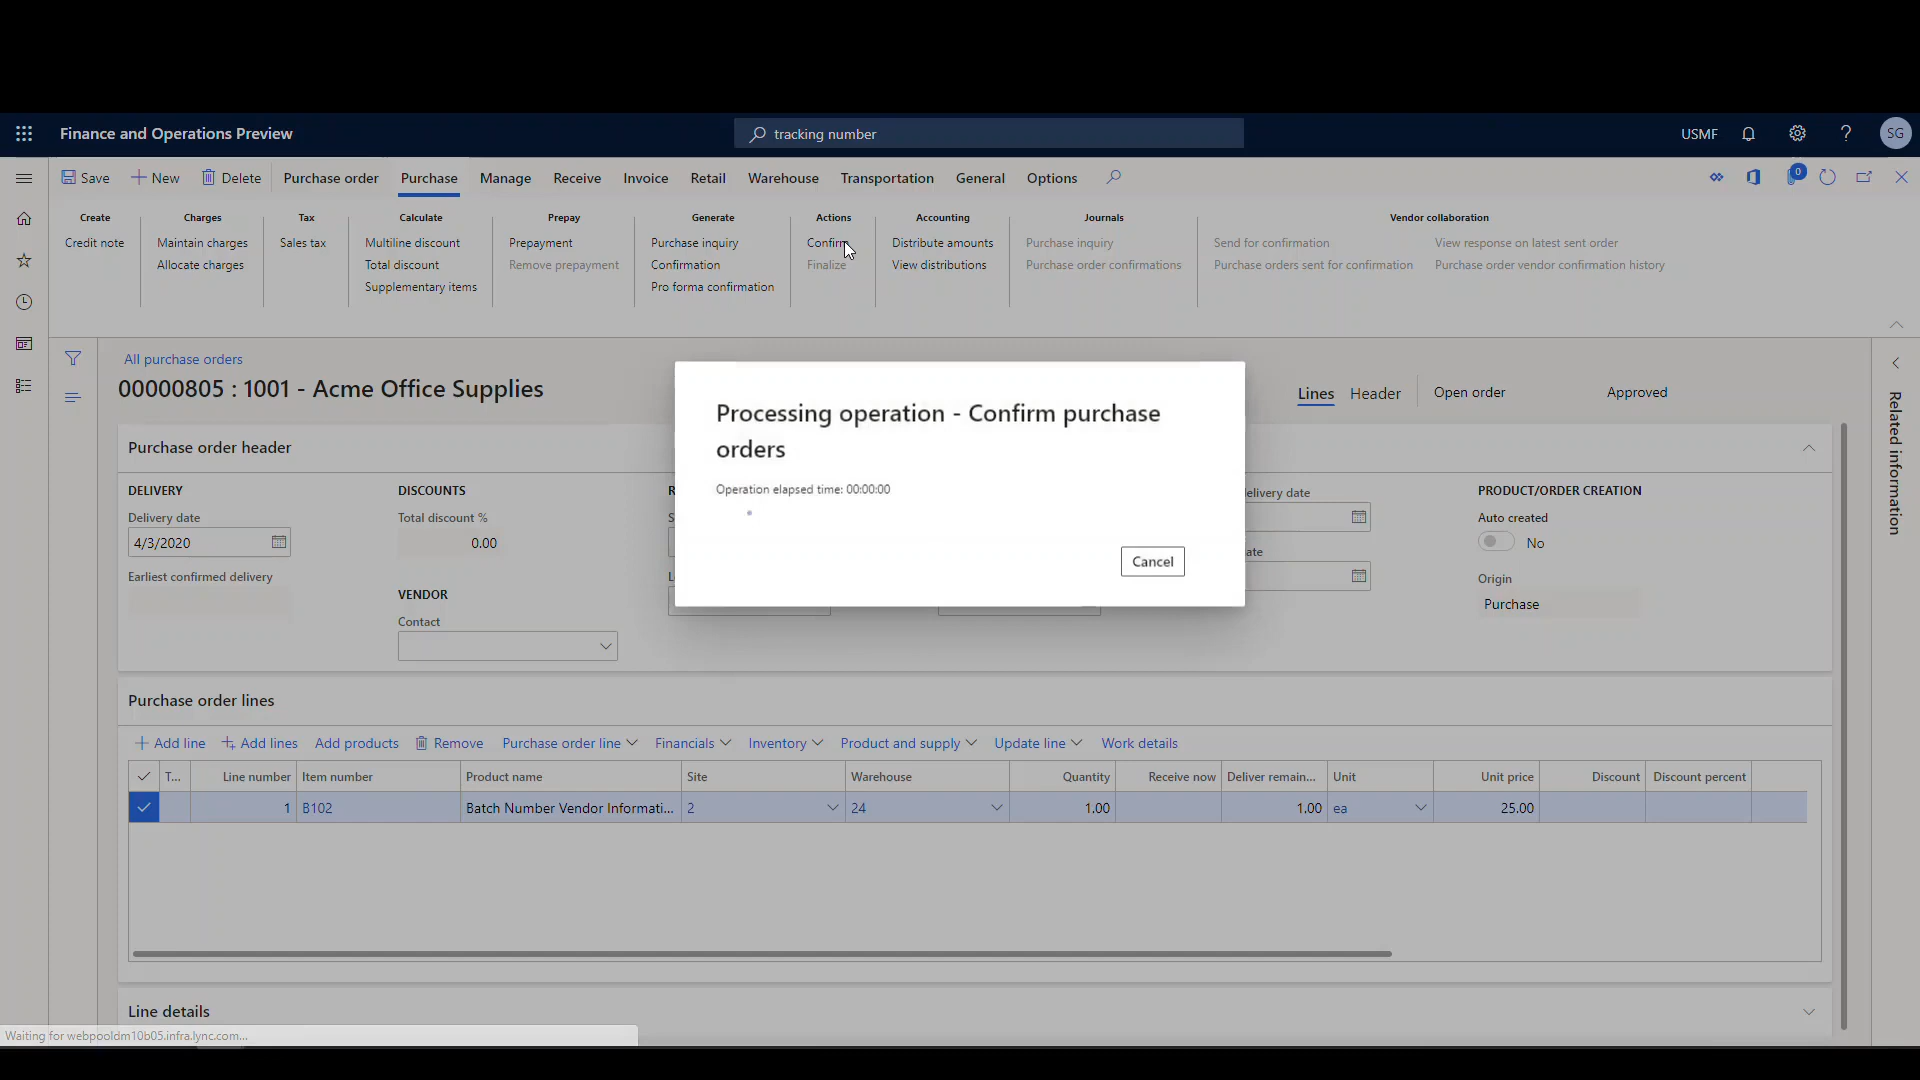 Finance and Operations Preview
tracking number
USMF
SG
Save
New
Delete
Purchase order
Purchase
Manage
Receive
Invoice
Retail
Warehouse
Transportation
General
Options
0
Create
Charges
Tax
Calculate
Prepay
Generate
Actions
Accounting
Journals
Vendor collaboration
Credit note
Maintain charges
Sales tax
Multiline discount
Prepayment
Purchase inquiry
Confirm
Distribute amounts
Purchase inquiry
Send for confirmation
View response on latest sent order
Allocate charges
Total discount
Remove prepayment
Confirmation
Finalize
View distributions
Purchase order confirmations
Purchase orders sent for confirmation
Purchase order vendor confirmation history
Supplementary items
Pro forma confirmation
All purchase orders
00000805 : 1001 - Acme Office Supplies
Lines
Header
Open order
Approved
Related information
Processing operation - Confirm purchase
orders
Operation elapsed time: 00:00:00
Cancel
Purchase order header
DELIVERY
DISCOUNTS
R
elivery date
PRODUCT/ORDER CREATION
Delivery date
Total discount %
S
Auto created
4/3/2020
0.00
No
ate
Earliest confirmed delivery
Origin
VENDOR
Purchase
Contact
Purchase order lines
Add line
Add lines
Add products
Remove
Purchase order line
Financials
Inventory
Product and supply
Update line
Work details
T...
Line number
Item number
Product name
Site
Warehouse
Quantity
Receive now
Deliver remain...
Unit
Unit price
Discount
Discount percent
1
B102
Batch Number Vendor Informati...
2
24
1.00
1.00
ea
25.00
Line details
Waiting for webpooldm10b05.infra.lync.com...